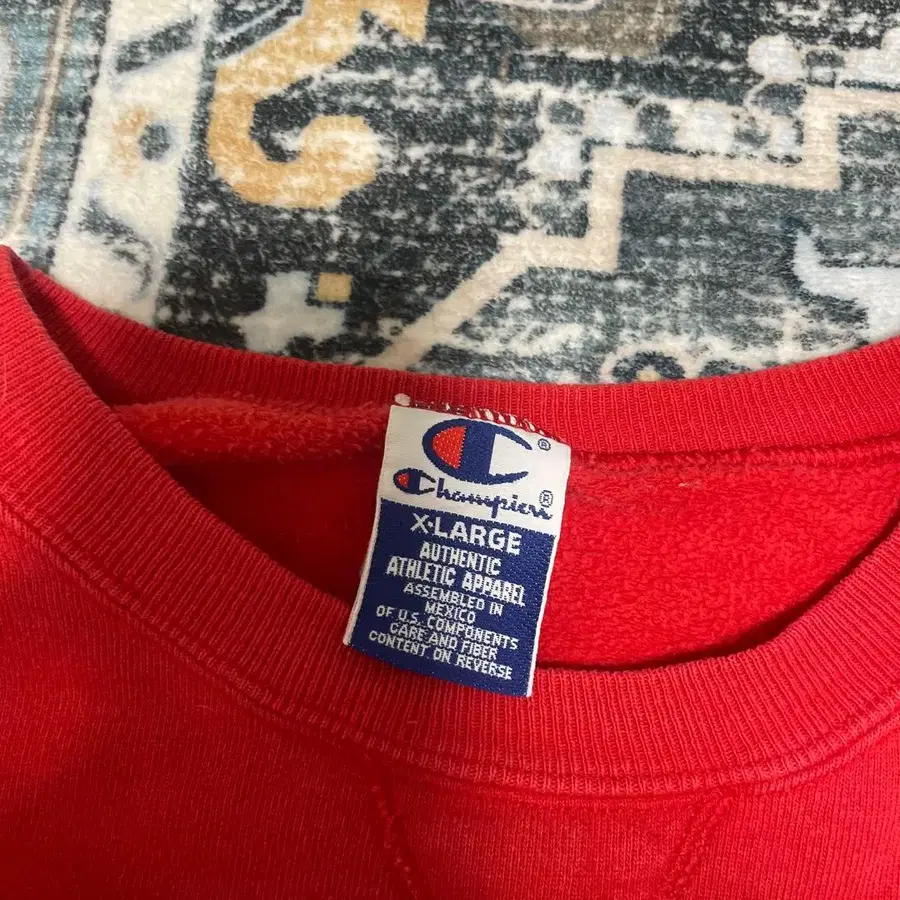 ®
Champion®
X•LARGE
AUTHENTIC
ATHLETIC APPAREL
ASSEMBLED IN
MEXICO
OF U.S. COMPONENTS
CARE AND FIBER
CONTENT ON REVERSE